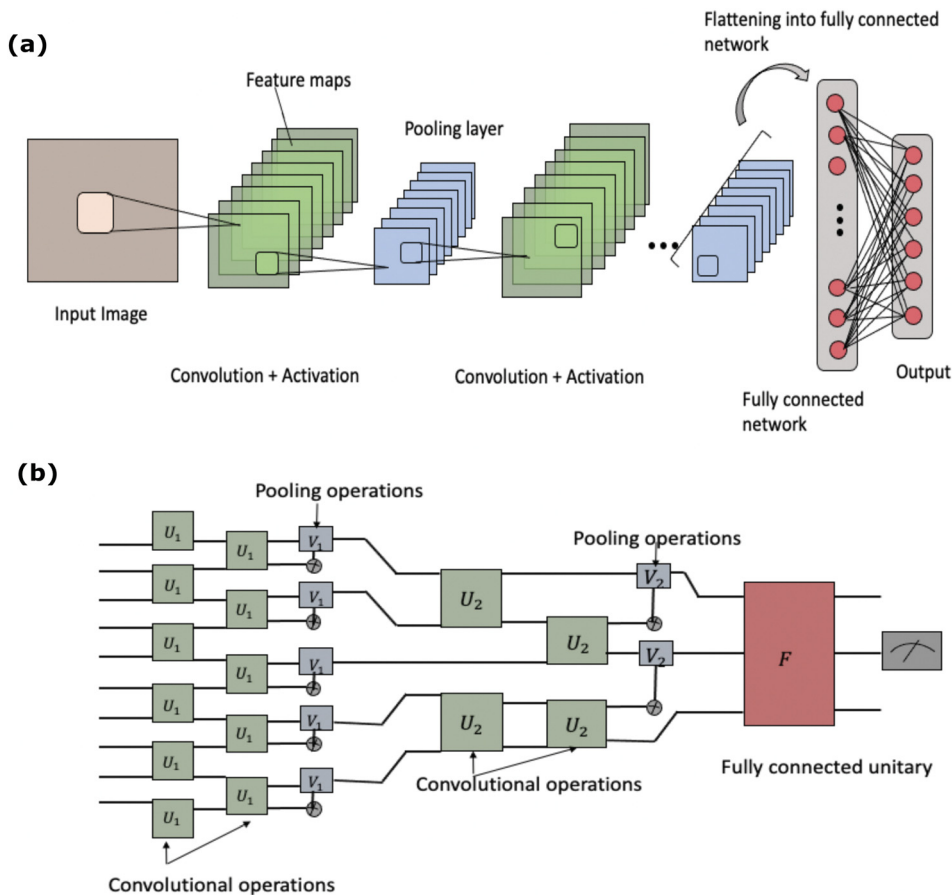 (a)
Flattening into fully connected
network
Feature maps
Pooling layer
Input Image
Convolution + Activation
Convolution + Activation
Output
Fully connected
network
(b)
Pooling operations
Pooling operations
U₁
U₁
V₁
U₁
U₁
V₁
U₁
U₁
V₁
U₁
U₁
V₁
U₁
U₁
V₁
U₁
U₂
U₂
U₂
U₂
V₂
V₂
F
Fully connected unitary
Convolutional operations
Convolutional operations